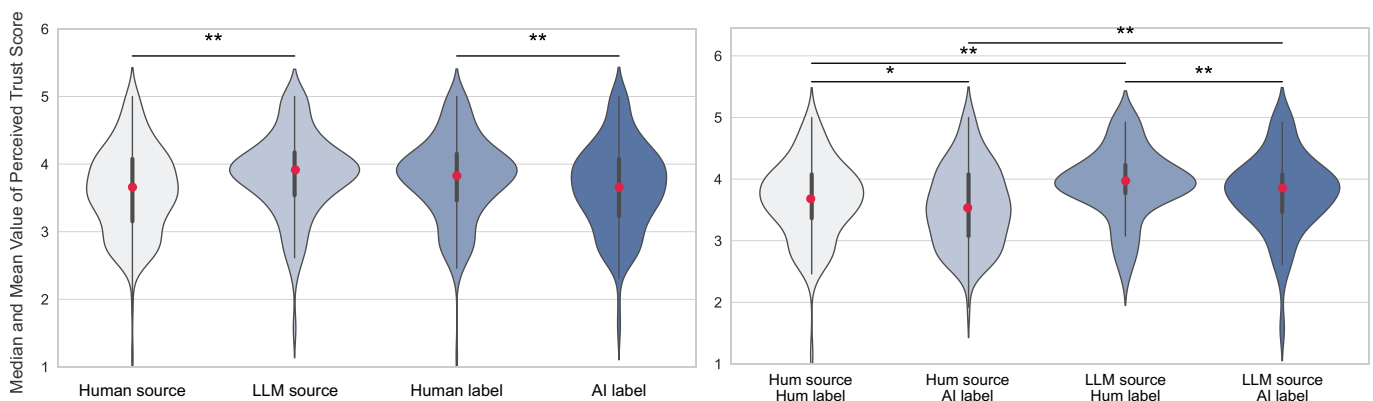 Median and Mean Value of Perceived Trust Score
6
5
4
3
2
1
**
**
Human source
LLM source
Human label
AI label
6
5
4
3
2
1
**
**
*
**
Hum source
Hum label
Hum source
AI label
LLM source
Hum label
LLM source
AI label